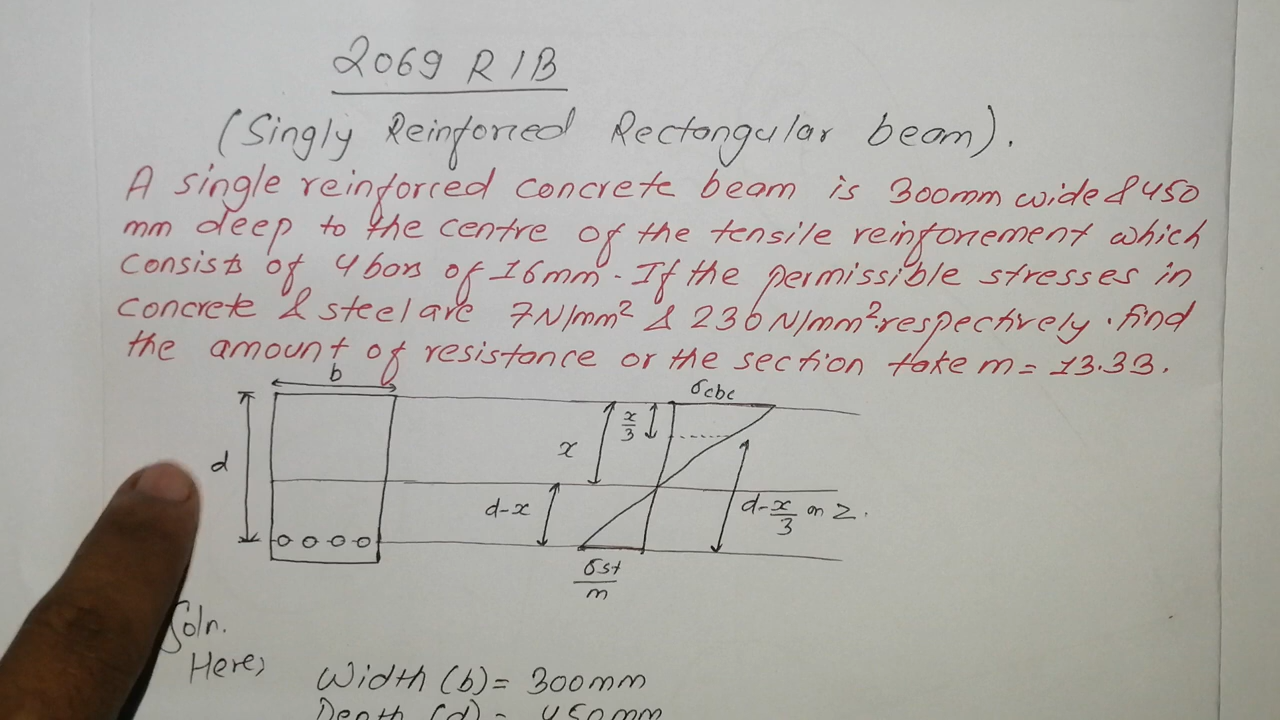 2069 R/B
(Singly Reinforced Rectangular beam).
A single reinforced concrete beam is 300mm wide & 450
mm deep to the centre of the tensile reinforcement which
consists of 4 bars of 16mm. If the permissible stresses in
concrete & steel are 7N/mm² & 230N/mm² respectively. find
the amount of resistance or the section take m = 13.33.
b
σcbc
x/3
x
d
d-x
d-x/3 or Z.
σst/m
Soln.
Here,
Width (b) = 300mm
Depth (d) = 450mm